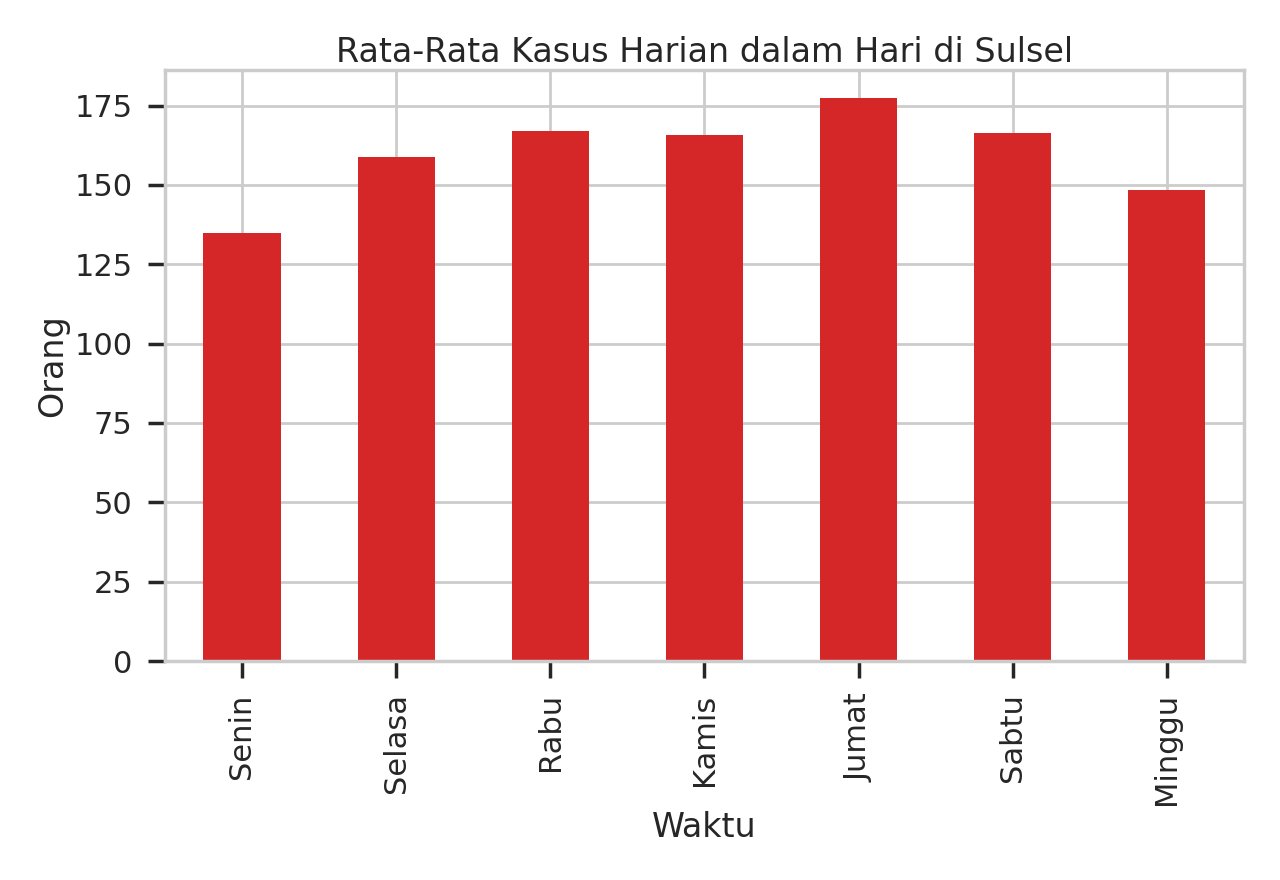 Rata-Rata Kasus Harian dalam Hari di Sulsel
175
150
125
100
75
50
25
0
Orang
Senin
Selasa
Rabu
Kamis
Jumat
Sabtu
Minggu
Waktu